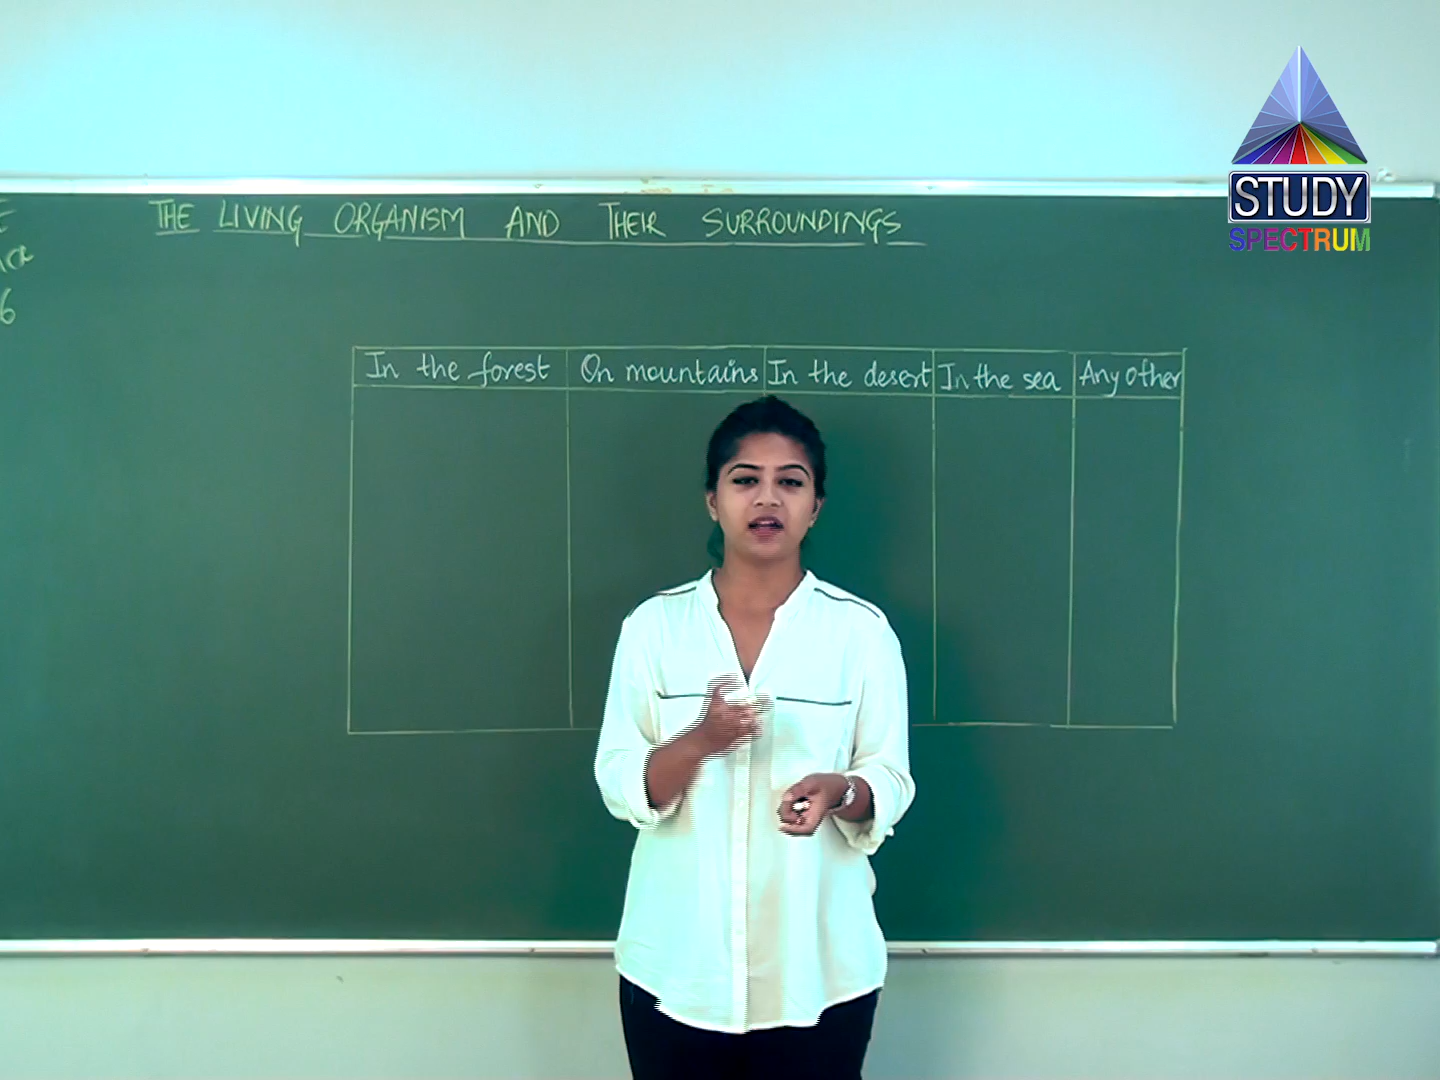 THE LIVING ORGANISM AND THEIR SURROUNDINGS
6
In the forest On mountains In the desert In the sea Any other
STUDY
SPECTRUM